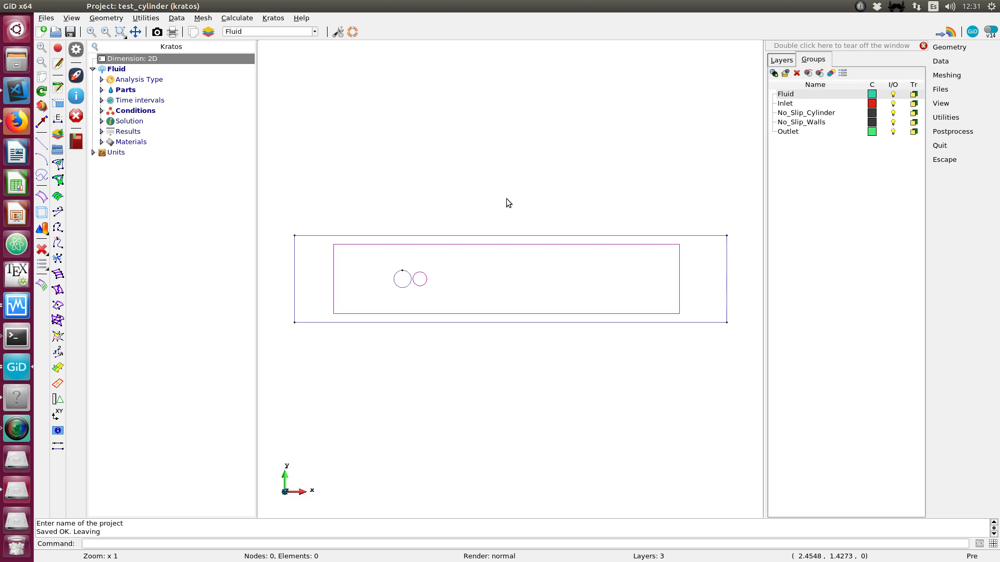 GiD x64
Project: test_cylinder (kratos)
Es
12:31
Files
View
Geometry
Utilities
Data
Mesh
Calculate
Kratos
Help
Fluid
GiD
v14
Kratos
Dimension: 2D
Fluid
Analysis Type
Parts
Time intervals
Conditions
Solution
Results
Materials
Units
Double click here to tear off the window
Layers
Groups
Name
C
I/O
Tr
Fluid
Inlet
No_Slip_Cylinder
No_Slip_Walls
Outlet
Geometry
Data
Meshing
Files
View
Utilities
Postprocess
Quit
Escape
TEX
GiD
E
2
XY
y
z
x
Enter name of the project
Saved OK. Leaving
Command:
3D
Zoom: x 1
Nodes: 0, Elements: 0
Render: normal
Layers: 3
( 2.4548 , 1.4273 , 0)
Pre